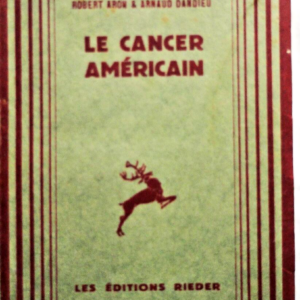 ROBERT ARON & ARNAUD DANDIEU
LE CANCER
AMÉRICAIN
LES ÉDITIONS RIEDER